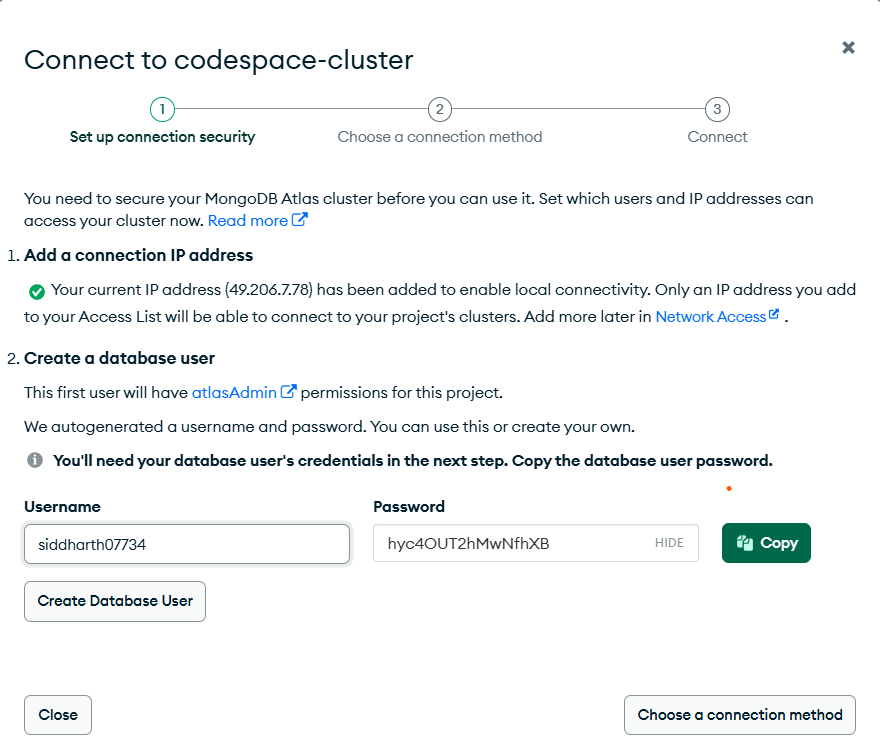 Connect to codespace-cluster
1
2
3
Set up connection security
Choose a connection method
Connect
You need to secure your MongoDB Atlas cluster before you can use it. Set which users and IP addresses can
access your cluster now. Read more
1. Add a connection IP address
Your current IP address (49.206.7.78) has been added to enable local connectivity. Only an IP address you add
to your Access List will be able to connect to your project's clusters. Add more later in Network Access .
2. Create a database user
This first user will have atlasAdmin permissions for this project.
We autogenerated a username and password. You can use this or create your own.
You'll need your database user's credentials in the next step. Copy the database user password.
Username
Password
siddharth07734
hyc4OUT2hMwNfhXB
HIDE
Copy
Create Database User
Close
Choose a connection method